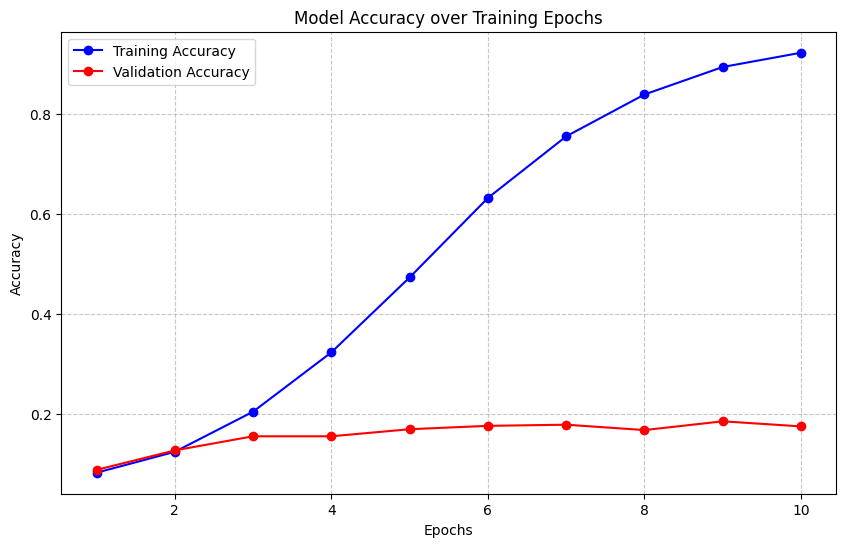 Model Accuracy over Training Epochs
Training Accuracy
Validation Accuracy
Accuracy
0.8
0.6
0.4
0.2
2
4
6
8
10
Epochs